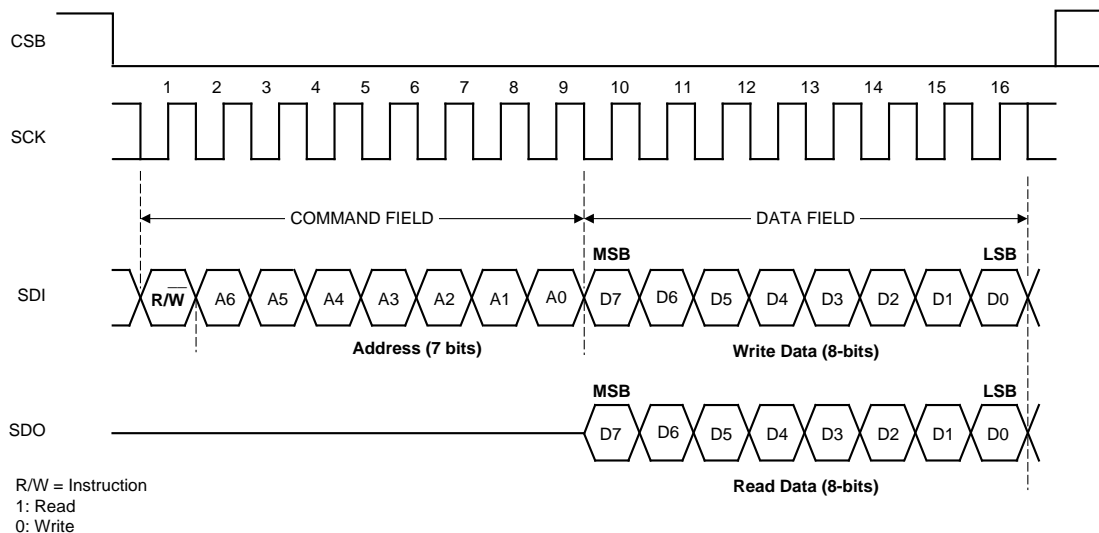 CSB
1 2 3 4 5 6 7 8 9 10 11 12 13 14 15 16
SCK
COMMAND FIELD DATA FIELD
MSB LSB
SDI R/W̅ A6 A5 A4 A3 A2 A1 A0 D7 D6 D5 D4 D3 D2 D1 D0
Address (7 bits) Write Data (8-bits)
MSB LSB
SDO D7 D6 D5 D4 D3 D2 D1 D0
R/W = Instruction
Read Data (8-bits)
1: Read
0: Write